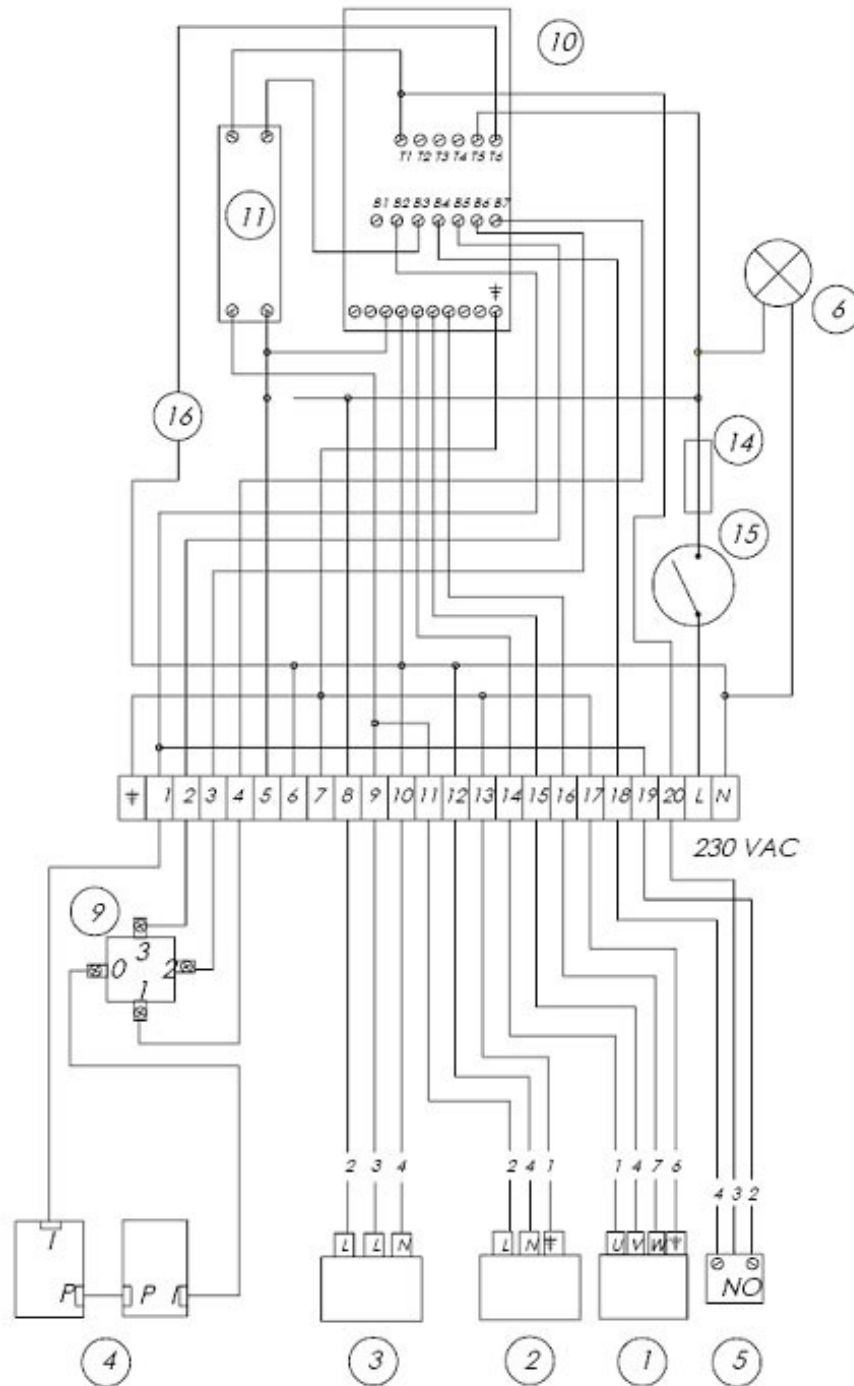 10
T1 T2 T3 T4 T5 T6
B1 B2 B3 B4 B5 B6 B7
11
6
16
14
15
1 2 3 4 5 6 7 8 9 10 11 12 13 14 15 16 17 18 19 20 L N
230 VAC
9
3
0 2
1
2 3 4 2 4 1 1 4 7 6 4 3 2
I L L N L N U V W
NO
P P I
4 3 2 1 5